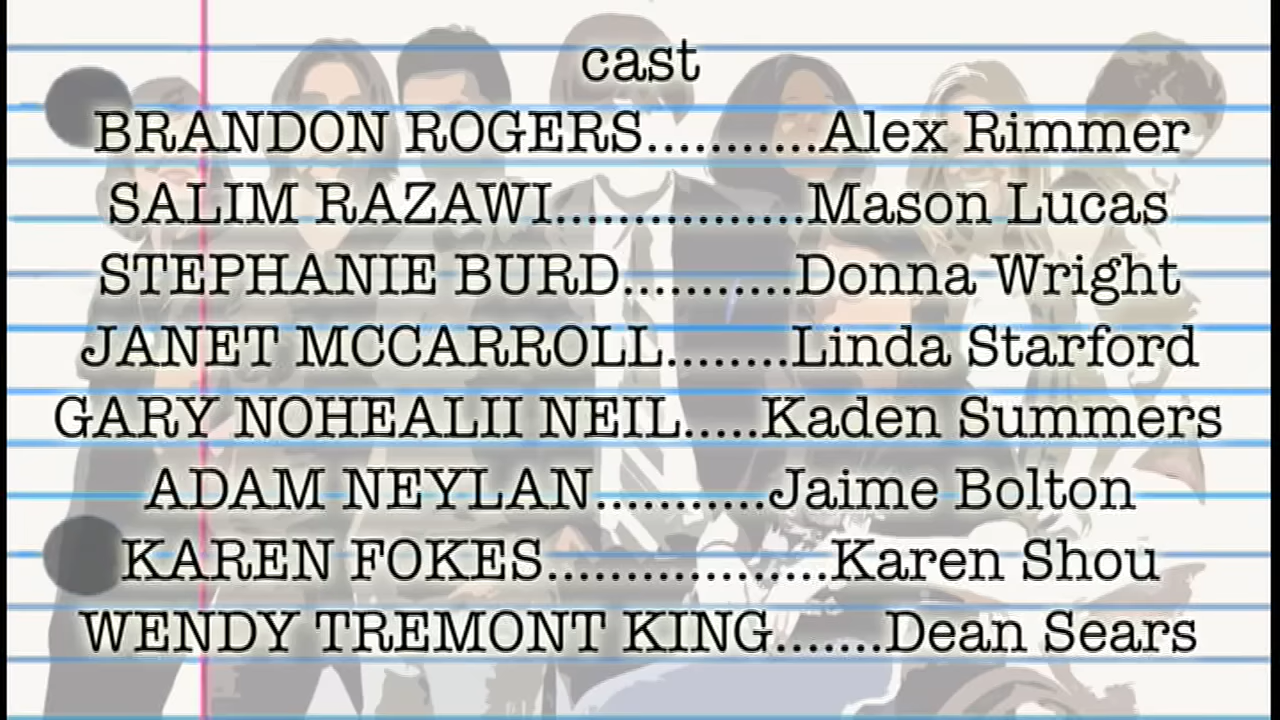 cast
BRANDON ROGERS...........Alex Rimmer
SALIM RAZAWI................Mason Lucas
STEPHANIE BURD...........Donna Wright
JANET MCCARROLL........Linda Starford
GARY NOHEALII NEIL.....Kaden Summers
ADAM NEYLAN...........Jaime Bolton
KAREN FOKES..................Karen Shou
WENDY TREMONT KING.......Dean Sears